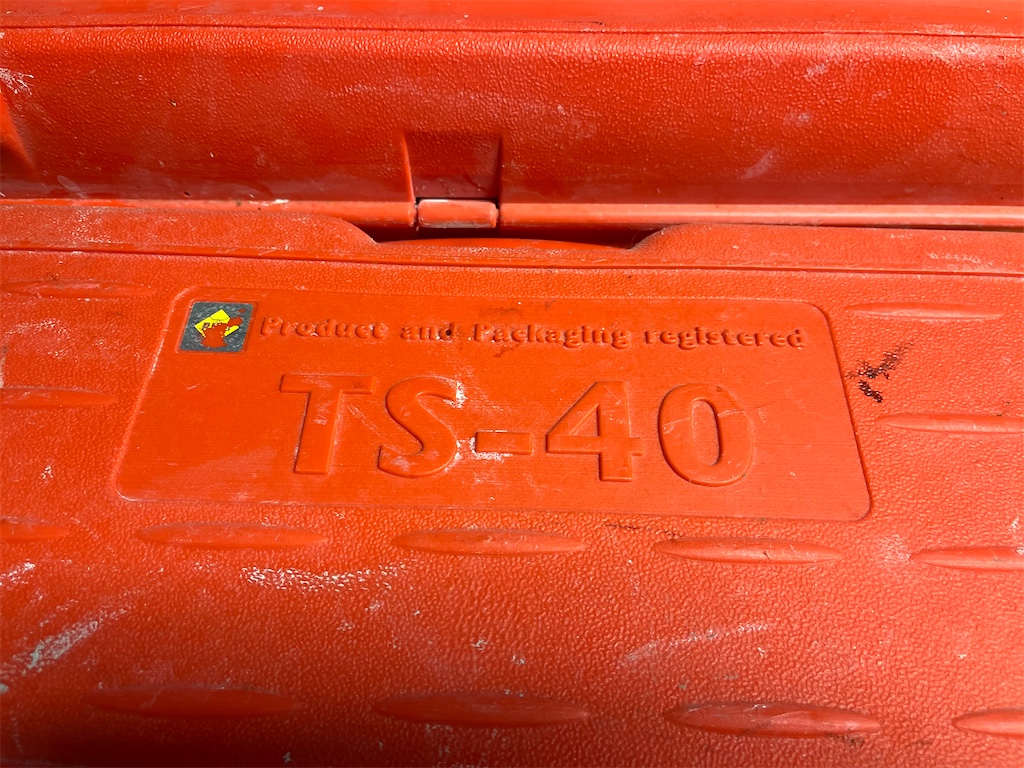 Product and Packaging registered
TS-40